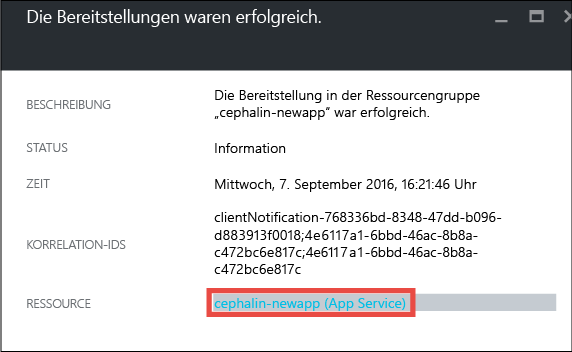 Die Bereitstellungen waren erfolgreich.
BESCHREIBUNG
Die Bereitstellung in der Ressourcengruppe
„cephalin-newapp“ war erfolgreich.
STATUS
Information
ZEIT
Mittwoch, 7. September 2016, 16:21:46 Uhr
KORRELATION-IDS
clientNotification-768336bd-8348-47dd-b096-
d883913f0018;4e6117a1-6bbd-46ac-8b8a-
c472bc6e817c;4e6117a1-6bbd-46ac-8b8a-
c472bc6e817c
RESSOURCE
cephalin-newapp (App Service)